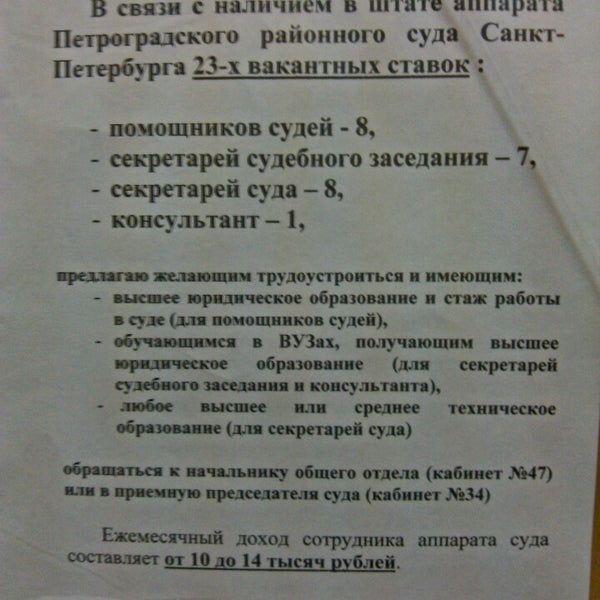 В связи с наличием в штате аппарата
Петроградского районного суда Санкт-
Петербурга 23-х вакантных ставок :
- помощников судей - 8,
- секретарей судебного заседания – 7,
- секретарей суда – 8,
- консультант – 1,
предлагаю желающим трудоустроиться и имеющим:
- высшее юридическое образование и стаж работы
в суде (для помощников судей),
- обучающимся в ВУЗах, получающим высшее
юридическое образование (для секретарей
судебного заседания и консультанта),
- любое высшее или среднее техническое
образование (для секретарей суда)
обращаться к начальнику общего отдела (кабинет №47)
или в приемную председателя суда (кабинет №34)
Ежемесячный доход сотрудника аппарата суда
составляет от 10 до 14 тысяч рублей.